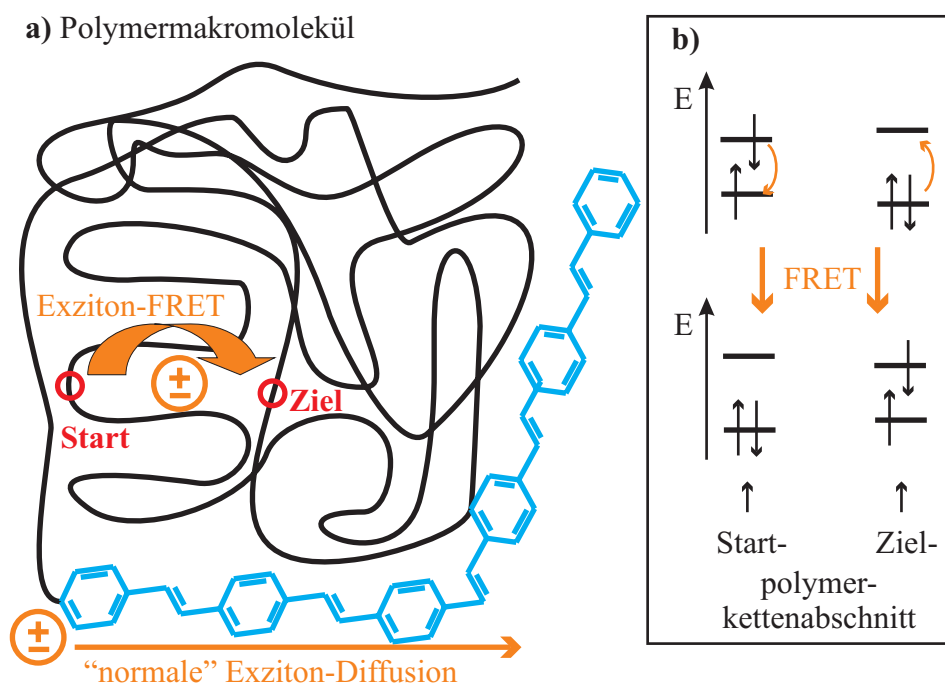 a) Polymermakromolekül
Exziton-FRET
±
Start
Ziel
±
“normale” Exziton-Diffusion
b)
E
FRET
E
Start-
Ziel-
polymer-
kettenabschnitt